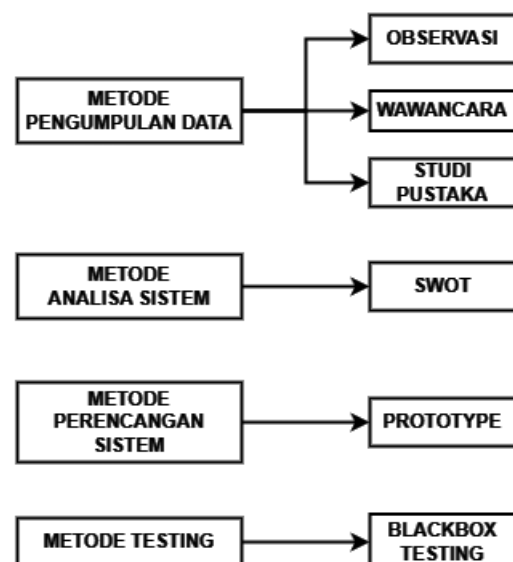 METODE
PENGUMPULAN DATA
OBSERVASI
WAWANCARA
STUDI
PUSTAKA
METODE
ANALISA SISTEM
SWOT
METODE
PERENCANGAN
SISTEM
PROTOTYPE
METODE TESTING
BLACKBOX
TESTING